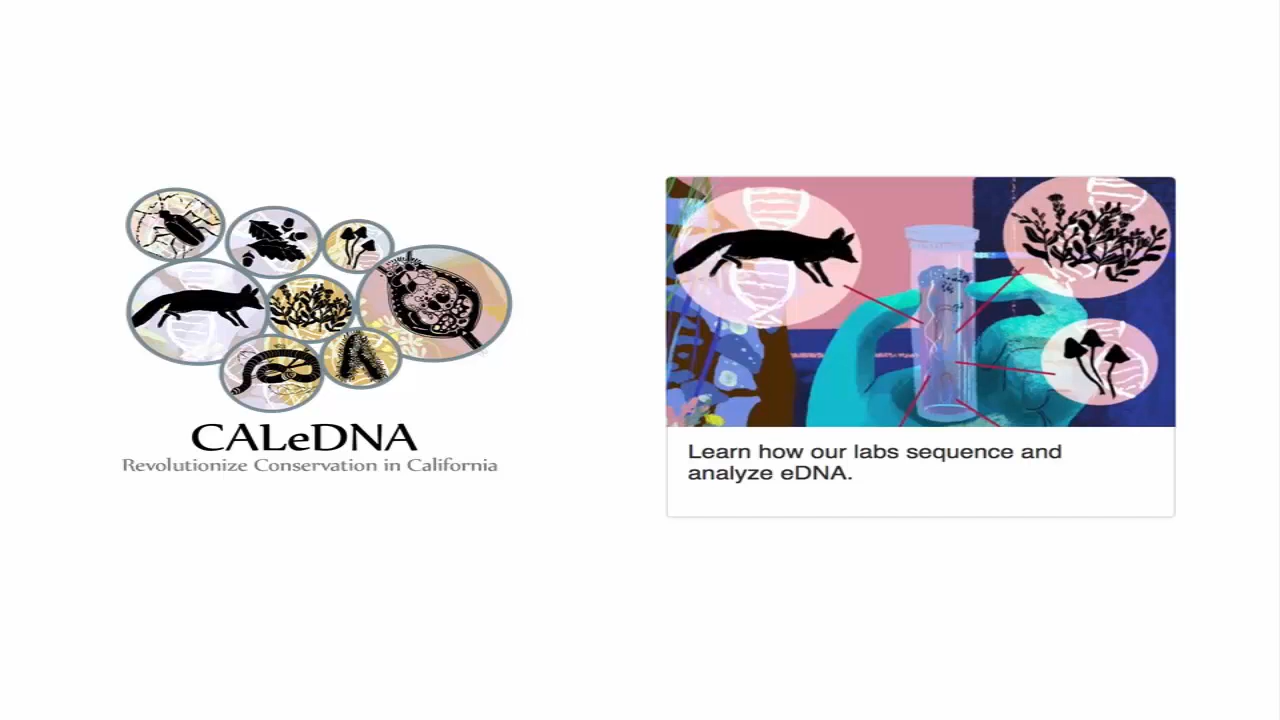 CALeDNA
Revolutionize Conservation in California
Learn how our labs sequence and
analyze eDNA.